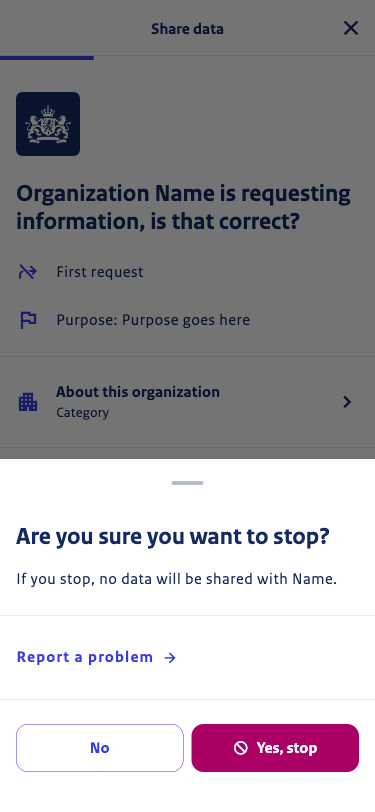 Share data
Organization Name is requesting
information, is that correct?
First request
Purpose: Purpose goes here
About this organization
Category
Are you sure you want to stop?
If you stop, no data will be shared with Name.
Report a problem
No
Yes, stop